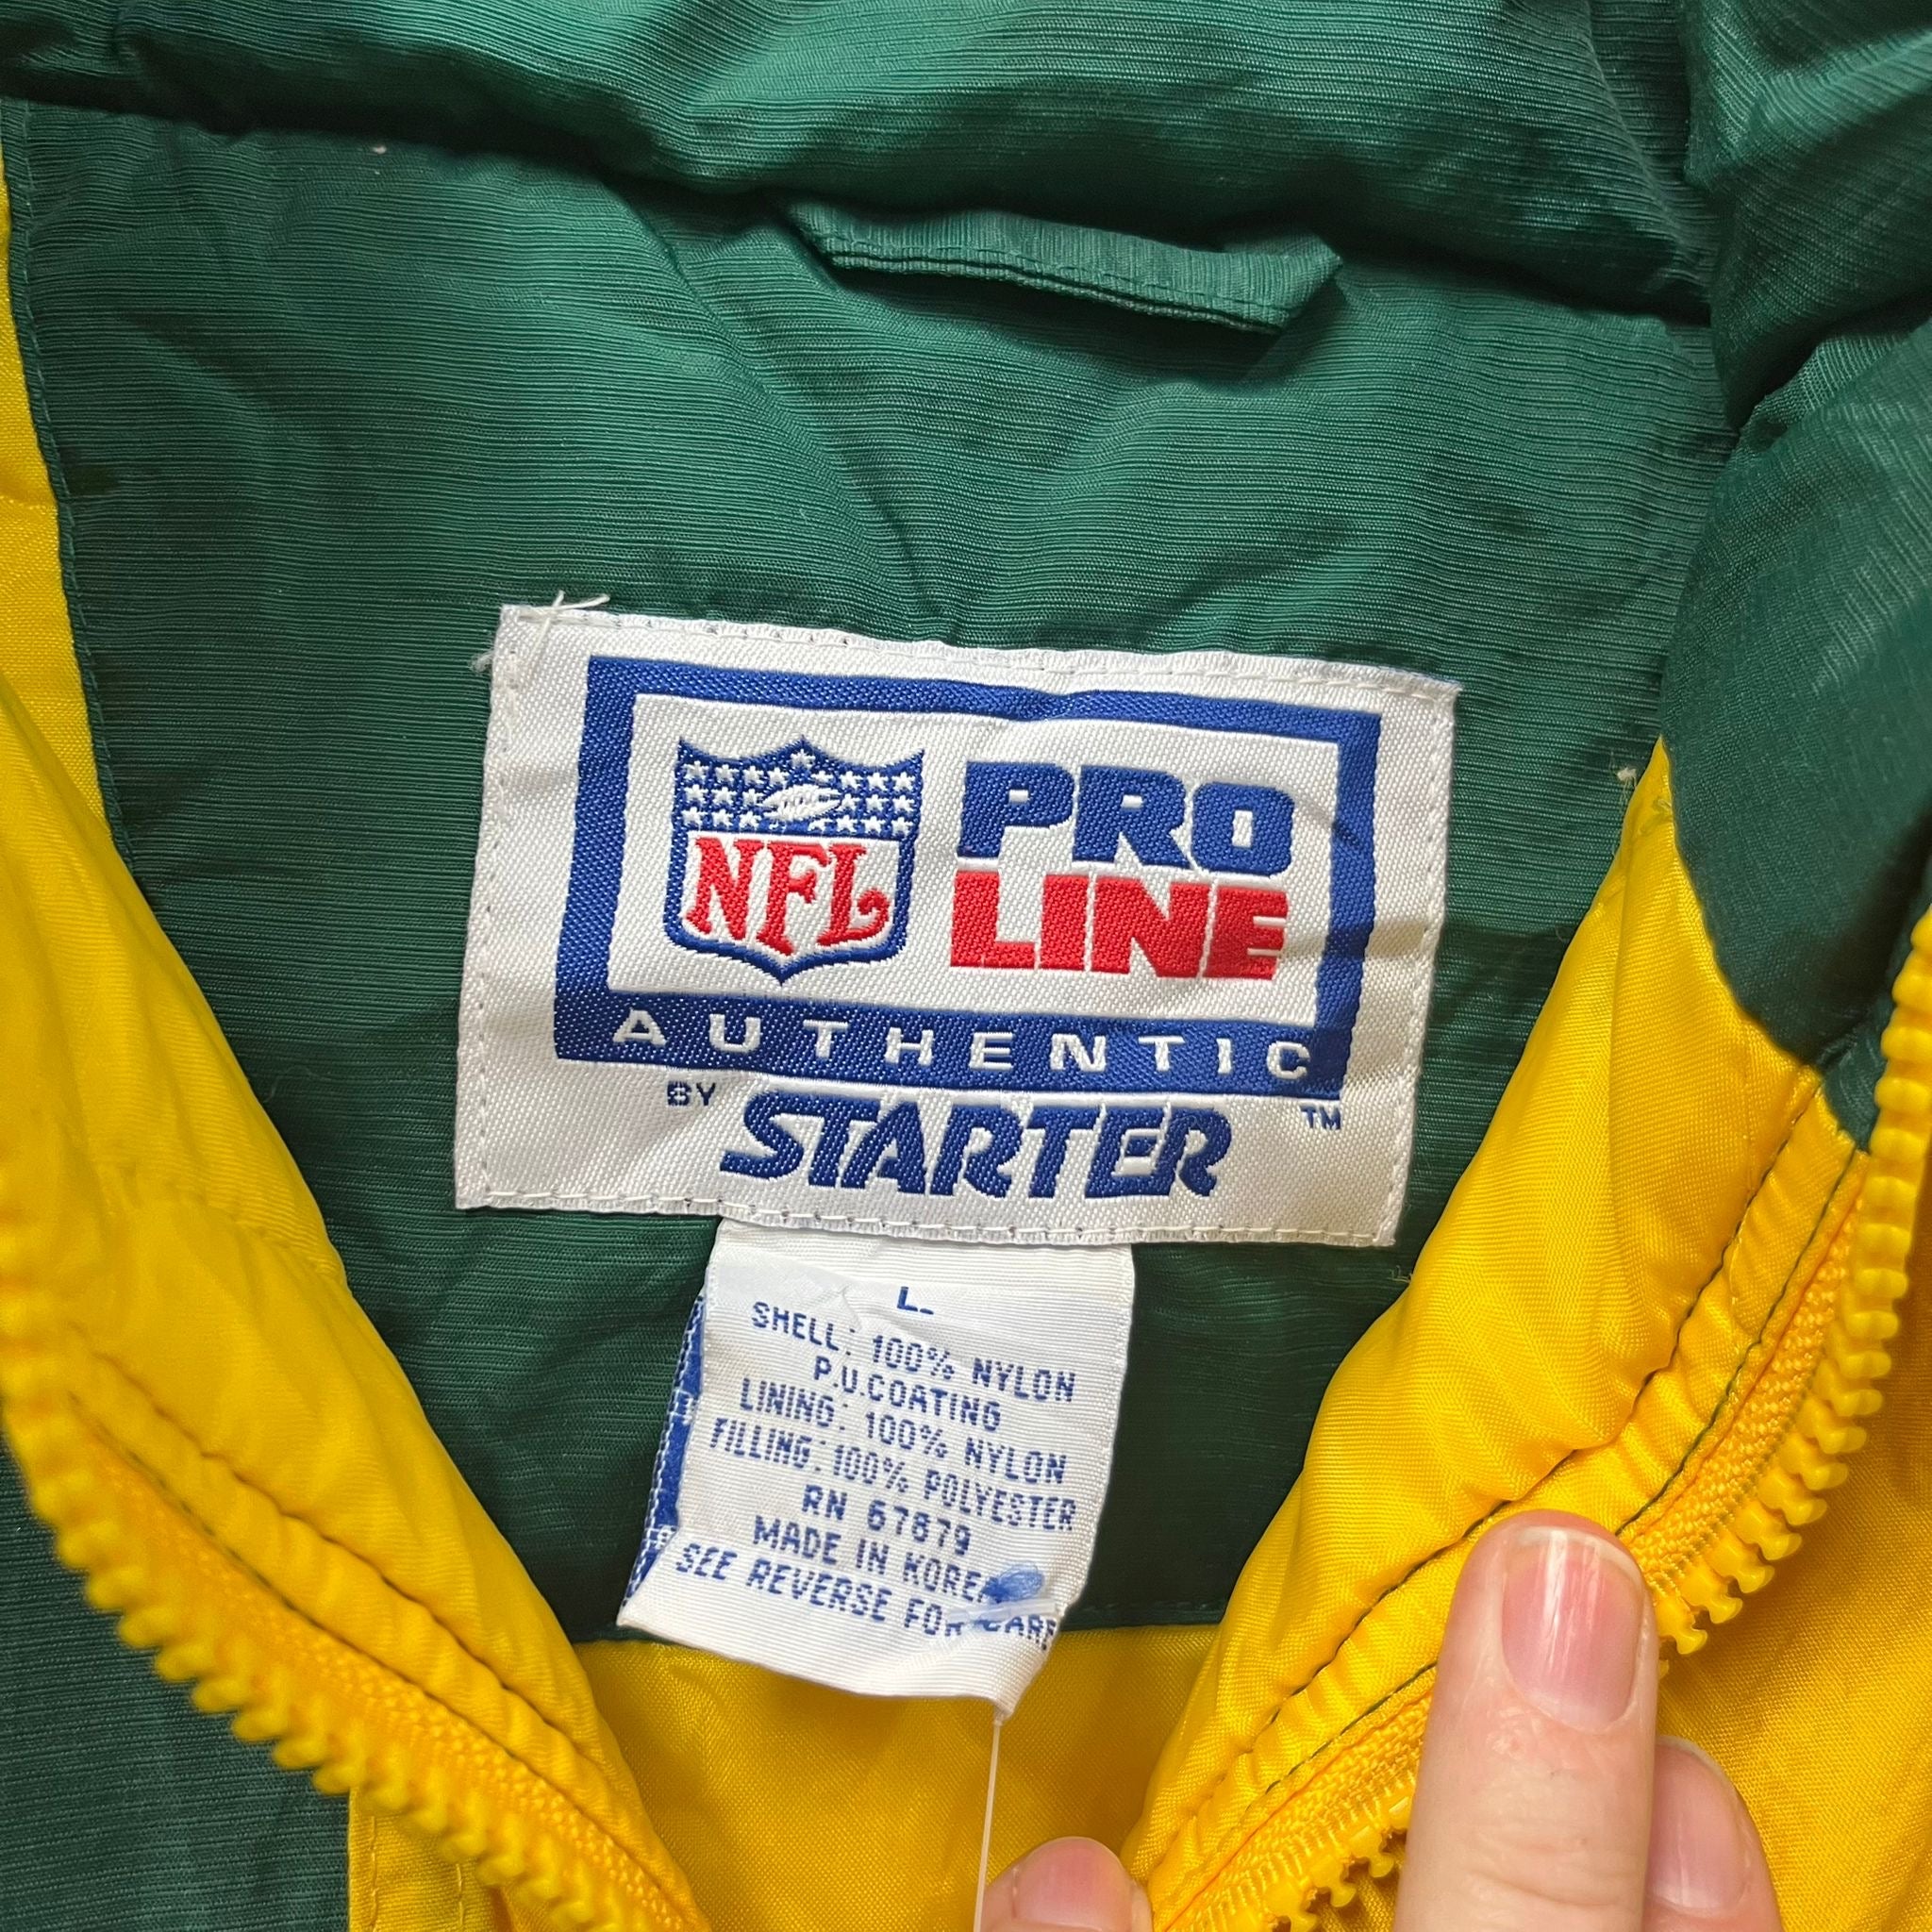 NFL
PRO
LINE
AUTHENTIC
BY STARTER TM
L
SHELL: 100% NYLON
P.U.COATING
LINING: 100% NYLON
FILLING: 100% POLYESTER
RN 67679
MADE IN KOREA
SEE REVERSE FOR CARE